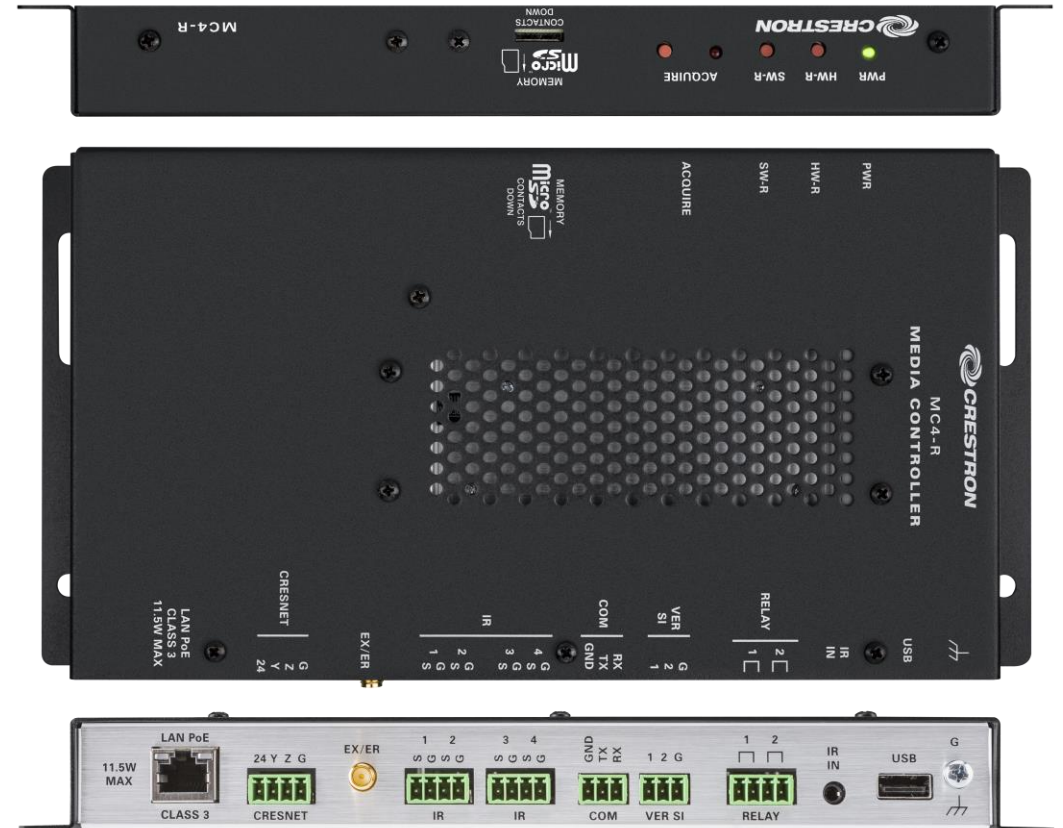 MC4-R
CONTACTS
DOWN
Micro
SD
MEMORY
ACQUIRE
SW-R
HW-R
PWR
CRESTRON
MEMORY
Micro
SD
CONTACTS
DOWN
ACQUIRE
SW-R
HW-R
PWR
CRESTRON
MC4-R
MEDIA CONTROLLER
LAN PoE
CLASS 3
11.5W MAX
CRESNET
24 Y Z G
EX/ER
IR
1 2 3 4
S G S G S G S G
COM
GND TX RX
VER
SI
1 2 G
RELAY
1 2
IR
IN
USB
11.5W
MAX
LAN PoE
CLASS 3
24 Y Z G
CRESNET
EX/ER
1 2
S G S G
IR
3 4
S G S G
IR
GND TX RX
COM
1 2 G
VER SI
1 2
RELAY
IR
IN
USB
G